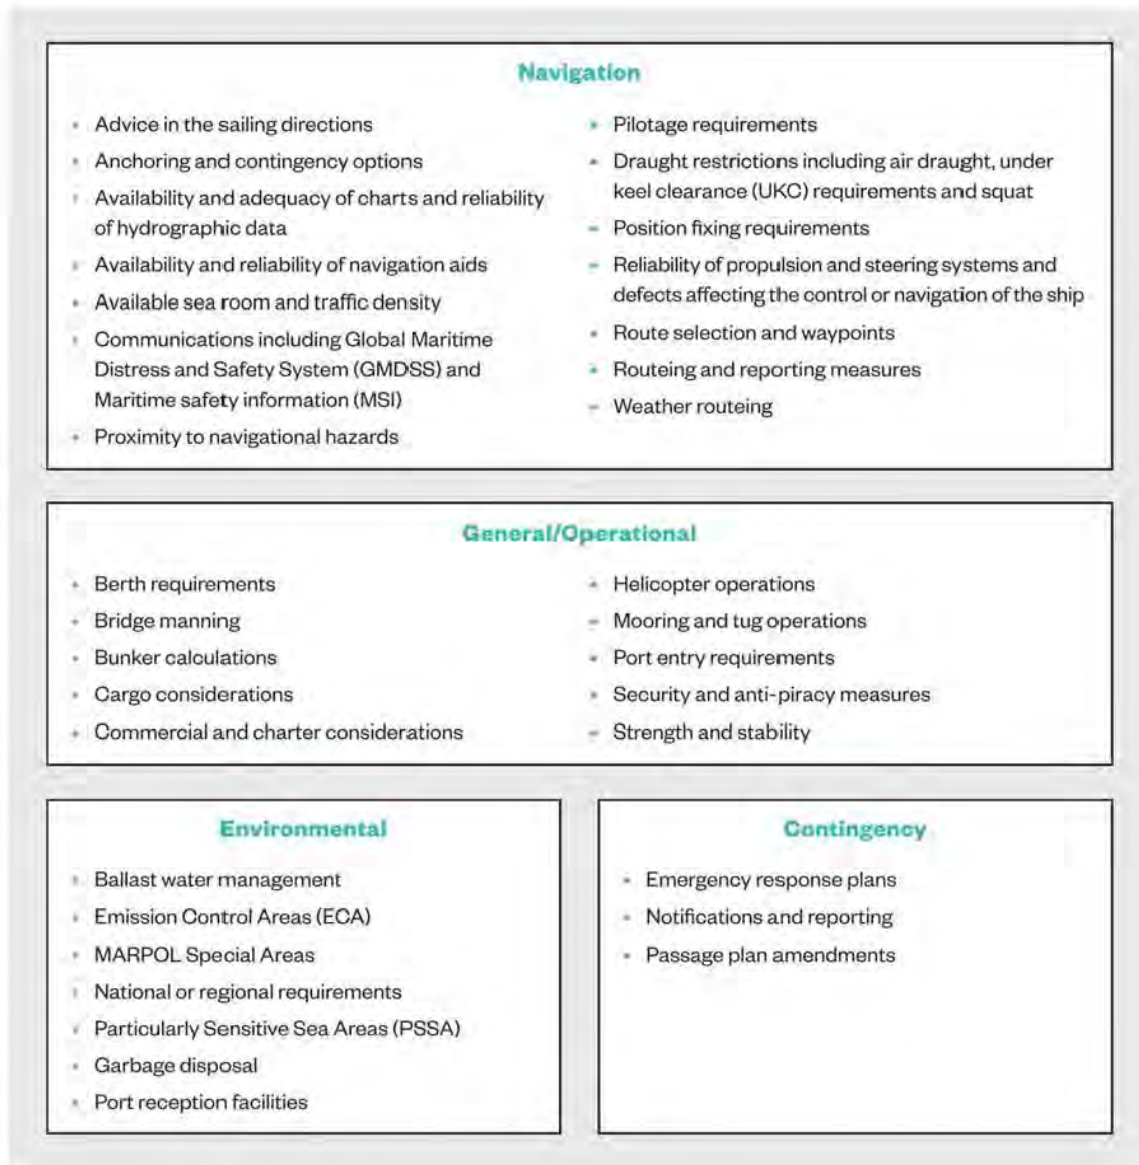 Navigation
Advice in the sailing directions
Anchoring and contingency options
Availability and adequacy of charts and reliability
of hydrographic data
Availability and reliability of navigation aids
Available sea room and traffic density
Communications including Global Maritime
Distress and Safety System (GMDSS) and
Maritime safety information (MSI)
Proximity to navigational hazards
Pilotage requirements
Draught restrictions including air draught, under
keel clearance (UKC) requirements and squat
Position fixing requirements
Reliability of propulsion and steering systems and
defects affecting the control or navigation of the ship
Route selection and waypoints
Routeing and reporting measures
Weather routeing
General/Operational
Berth requirements
Bridge manning
Bunker calculations
Cargo considerations
Commercial and charter considerations
Helicopter operations
Mooring and tug operations
Port entry requirements
Security and anti-piracy measures
Strength and stability
Environmental
Ballast water management
Emission Control Areas (ECA)
MARPOL Special Areas
National or regional requirements
Particularly Sensitive Sea Areas (PSSA)
Garbage disposal
Port reception facilities
Contingency
Emergency response plans
Notifications and reporting
Passage plan amendments